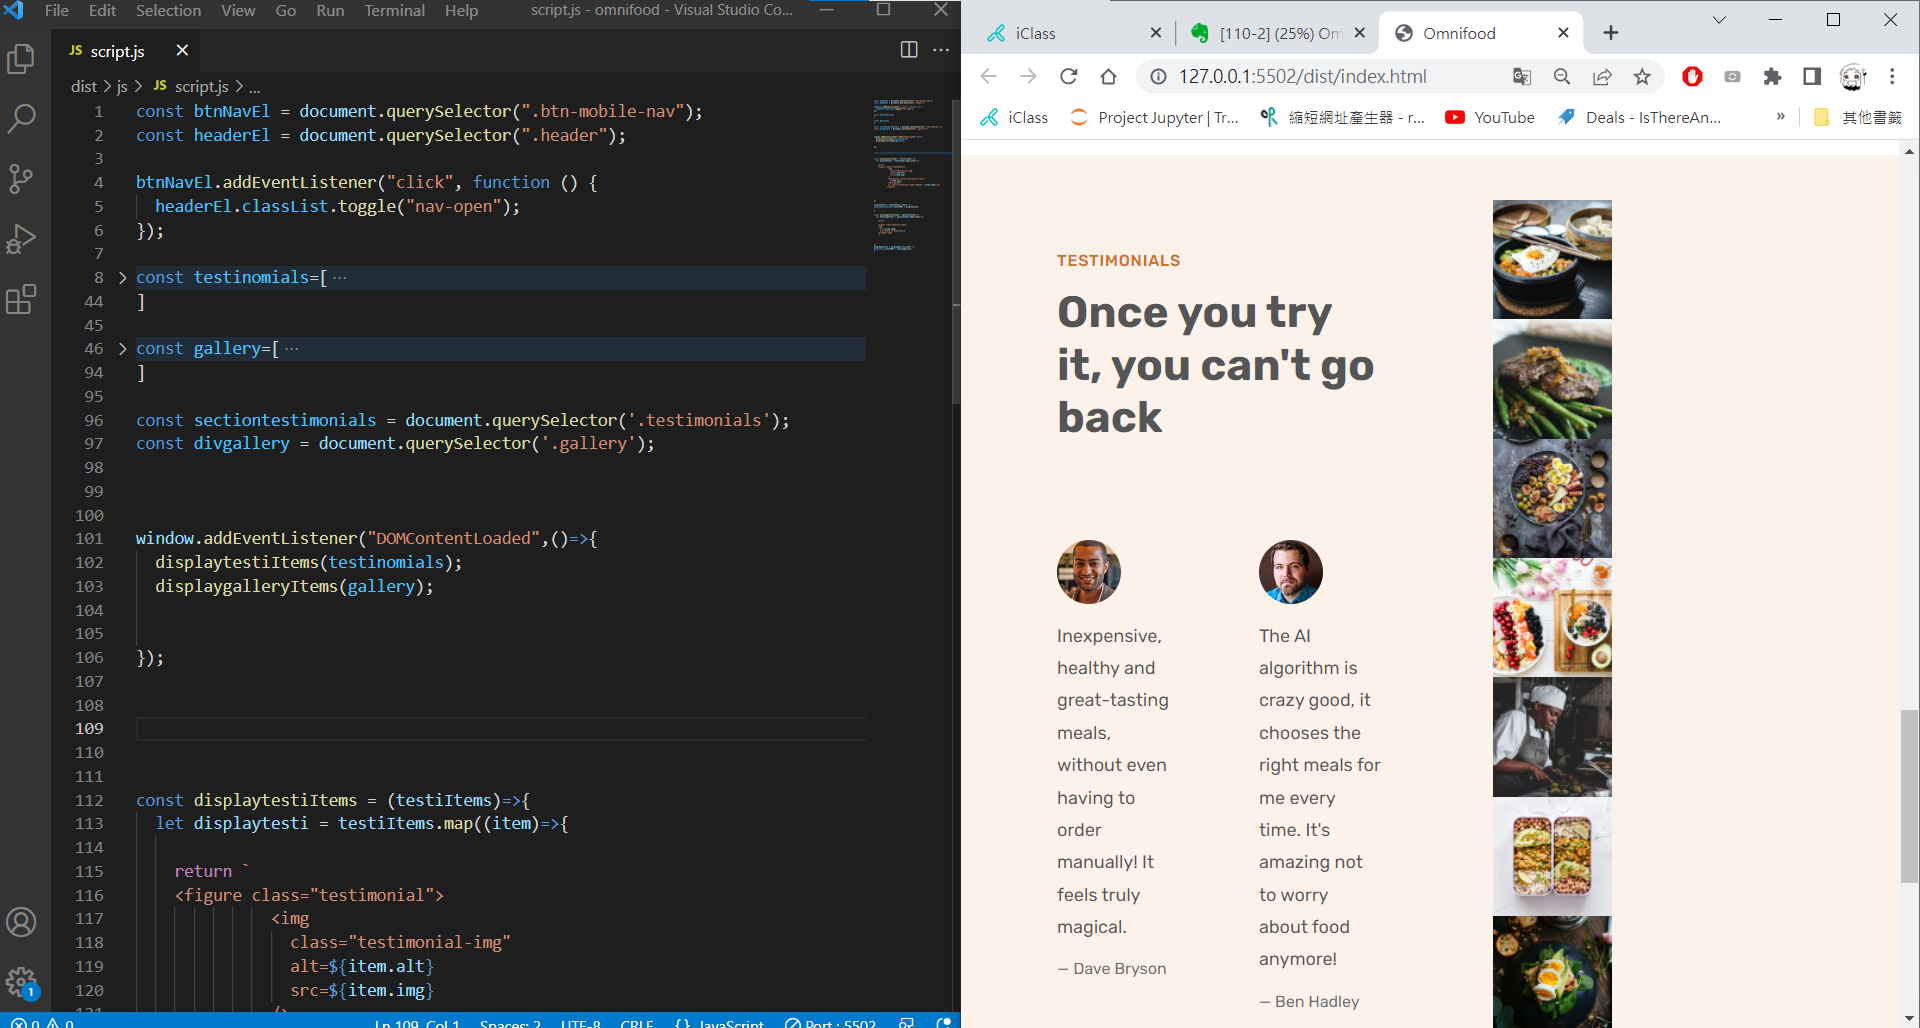 File Edit Selection View Go Run Terminal Help script.js - omnifood - Visual Studio Co...
JS script.js
dist > js > JS script.js > ...
1 const btnNavEl = document.querySelector(".btn-mobile-nav");
2 const headerEl = document.querySelector(".header");
3
4 btnNavEl.addEventListener("click", function () {
5 headerEl.classList.toggle("nav-open");
6 });
7
8 const testinomials=[ ...
44 ]
45
46 const gallery=[ ...
94 ]
95
96 const sectiontestimonials = document.querySelector('.testimonials');
97 const divgallery = document.querySelector('.gallery');
98
99
100
101 window.addEventListener("DOMContentLoaded",()=>{
102 displaytestiItems(testinomials);
103 displaygalleryItems(gallery);
104
105
106 });
107
108
109
110
111
112 const displaytestiItems = (testiItems)=>{
113 let displaytesti = testiItems.map((item)=>{
114
115 return `
116 <figure class="testimonial">
117 <img
118 class="testimonial-img"
119 alt=${item.alt}
120 src=${item.img}
121 />
1
0 0 Ln 109, Col 1 Spaces: 2 UTF-8 CRLF {} JavaScript Port : 5502
iClass
[110-2] (25%) Om
Omnifood
127.0.0.1:5502/dist/index.html
iClass Project Jupyter | Tr... 縮短網址產生器 - r... YouTube Deals - IsThereAn... » 其他書籤
TESTIMONIALS
Once you try
it, you can't go
back
Inexpensive,
healthy and
great-tasting
meals,
without even
having to
order
manually! It
feels truly
magical.
— Dave Bryson
The AI
algorithm is
crazy good, it
chooses the
right meals for
me every
time. It's
amazing not
to worry
about food
anymore!
— Ben Hadley